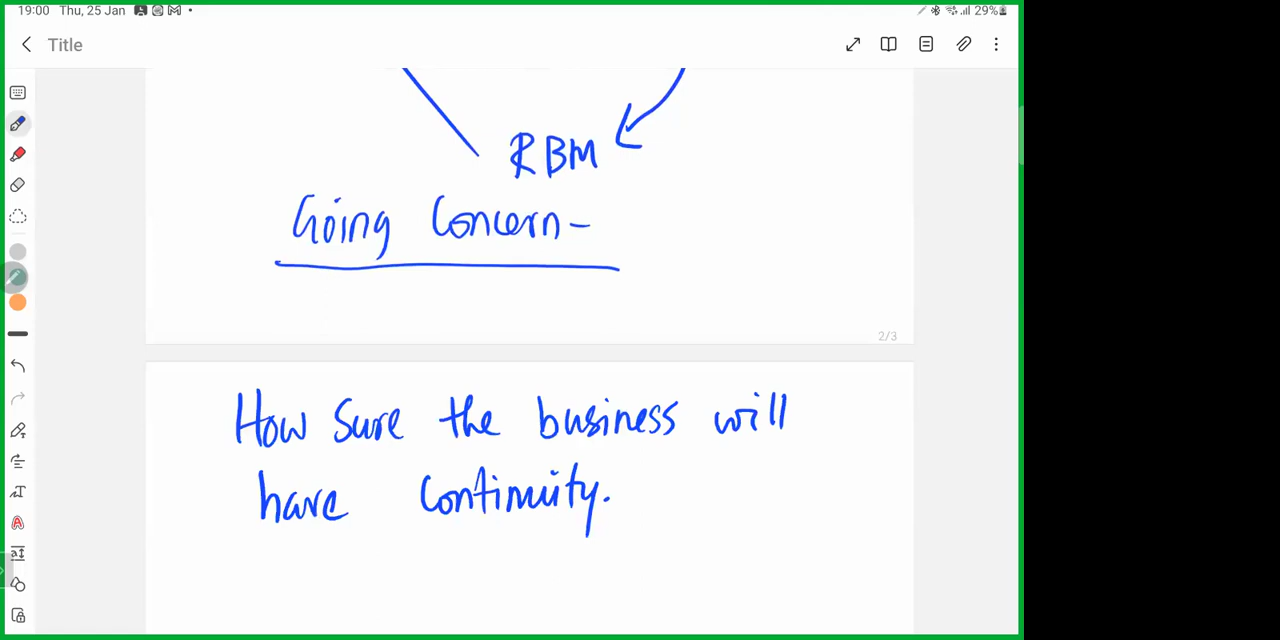 19:00 Thu, 25 Jan
29%
Title
RBM
Going Concern-
2/3
How sure the business will
have continuity.